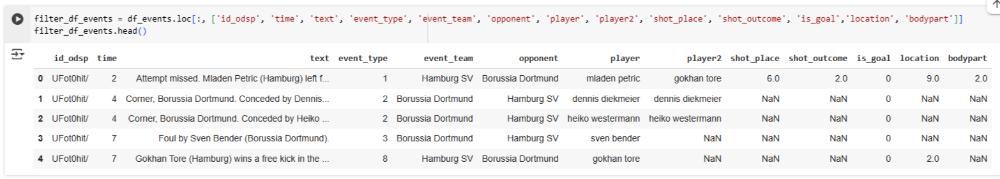 filter_df_events = df_events.loc[:, ['id_odsp', 'time', 'text', 'event_type', 'event_team', 'opponent', 'player', 'player2', 'shot_place', 'shot_outcome', 'is_goal','location', 'bodypart']]
filter_df_events.head()
id_odsp time text event_type event_team opponent player player2 shot_place shot_outcome is_goal location bodypart
0 UFot0hit/ 2 Attempt missed. Mladen Petric (Hamburg) left f... 1 Hamburg SV Borussia Dortmund mladen petric gokhan tore 6.0 2.0 0 9.0 2.0
1 UFot0hit/ 4 Corner, Borussia Dortmund. Conceded by Dennis... 2 Borussia Dortmund Hamburg SV dennis diekmeier dennis diekmeier NaN NaN 0 NaN NaN
2 UFot0hit/ 4 Corner, Borussia Dortmund. Conceded by Heiko ... 2 Borussia Dortmund Hamburg SV heiko westermann heiko westermann NaN NaN 0 NaN NaN
3 UFot0hit/ 7 Foul by Sven Bender (Borussia Dortmund). 3 Borussia Dortmund Hamburg SV sven bender NaN NaN NaN 0 NaN NaN
4 UFot0hit/ 7 Gokhan Tore (Hamburg) wins a free kick in the ... 8 Hamburg SV Borussia Dortmund gokhan tore NaN NaN NaN 0 2.0 NaN